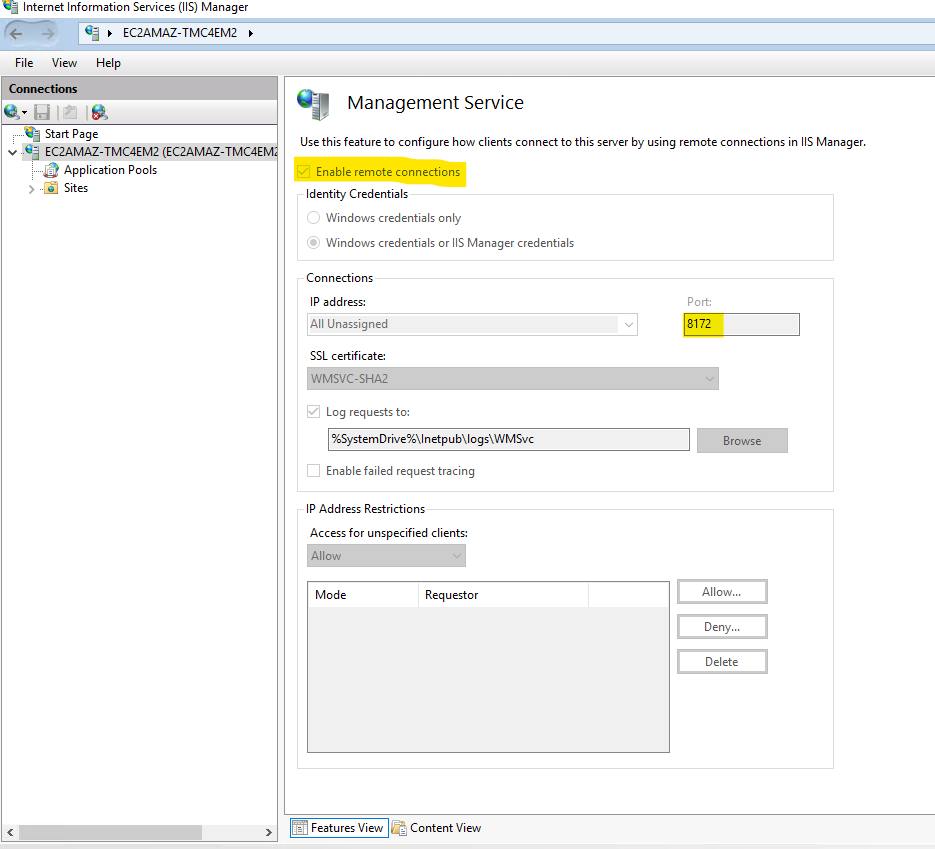 Internet Information Services (IIS) Manager
EC2AMAZ-TMC4EM2
File View Help
Connections
Start Page
EC2AMAZ-TMC4EM2 (EC2AMAZ-TMC4EM2
Application Pools
Sites
Management Service
Use this feature to configure how clients connect to this server by using remote connections in IIS Manager.
Enable remote connections
Identity Credentials
Windows credentials only
Windows credentials or IIS Manager credentials
Connections
IP address: Port:
All Unassigned 8172
SSL certificate:
WMSVC-SHA2
Log requests to:
%SystemDrive%\Inetpub\logs\WMSvc Browse
Enable failed request tracing
IP Address Restrictions
Access for unspecified clients:
Allow
Mode Requestor Allow...
Deny...
Delete
Features View Content View